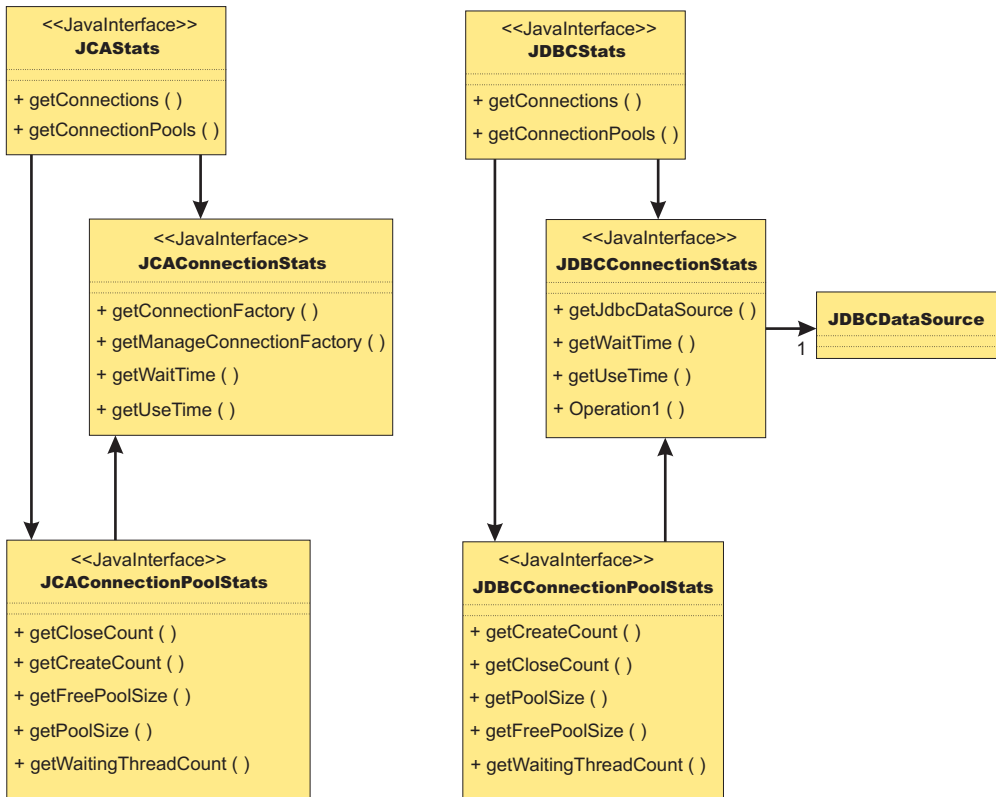 <<JavaInterface>>
JCAStats
+ getConnections ( )
+ getConnectionPools ( )
<<JavaInterface>>
JDBCStats
+ getConnections ( )
+ getConnectionPools ( )
<<JavaInterface>>
JCAConnectionStats
+ getConnectionFactory ( )
+ getManageConnectionFactory ( )
+ getWaitTime ( )
+ getUseTime ( )
<<JavaInterface>>
JDBCConnectionStats
+ getJdbcDataSource ( )
+ getWaitTime ( )
+ getUseTime ( )
+ Operation1 ( )
1
JDBCDataSource
<<JavaInterface>>
JCAConnectionPoolStats
+ getCloseCount ( )
+ getCreateCount ( )
+ getFreePoolSize ( )
+ getPoolSize ( )
+ getWaitingThreadCount ( )
<<JavaInterface>>
JDBCConnectionPoolStats
+ getCreateCount ( )
+ getCloseCount ( )
+ getPoolSize ( )
+ getFreePoolSize ( )
+ getWaitingThreadCount ( )